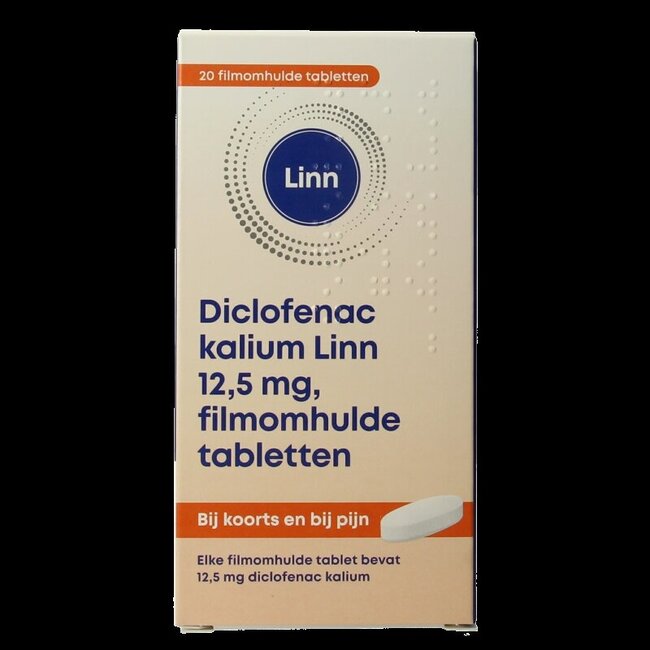 20 filmomhulde tabletten
Linn
Diclofenac
kalium Linn
12,5 mg,
filmomhulde
tabletten
Bij koorts en bij pijn
Elke filmomhulde tablet bevat
12,5 mg diclofenac kalium